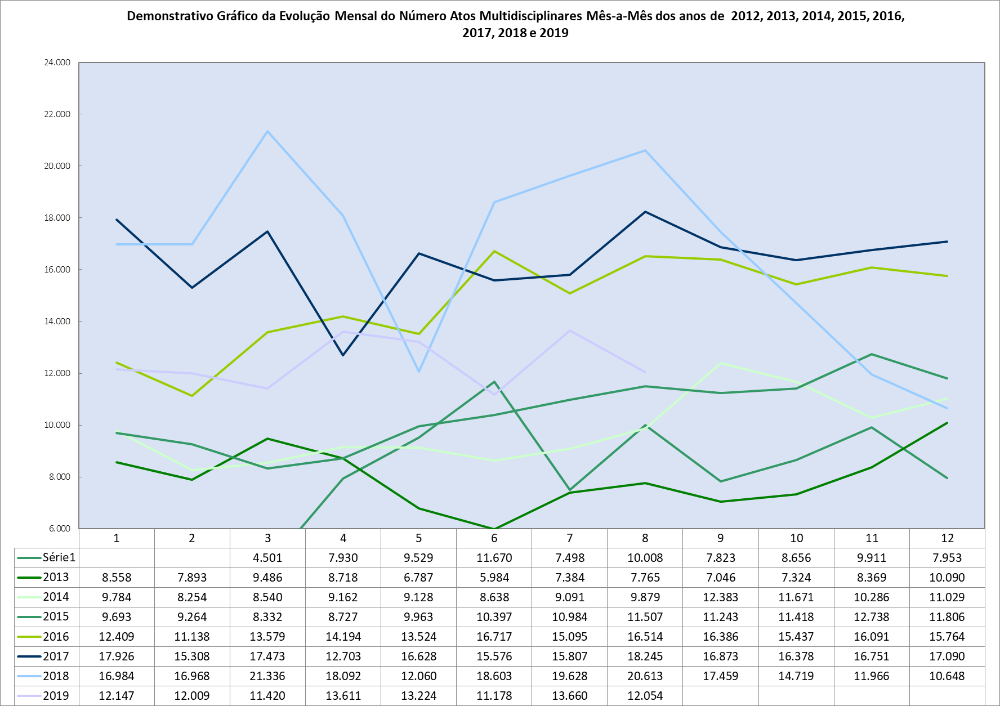 Demonstrativo Gráfico da Evolução Mensal do Número Atos Multidisciplinares Mês-a-Mês dos anos de 2012, 2013, 2014, 2015, 2016,
2017, 2018 e 2019
24.000
22.000
20.000
18.000
16.000
14.000
12.000
10.000
8.000
6.000
1 2 3 4 5 6 7 8 9 10 11 12
Série1 4.501 7.930 9.529 11.670 7.498 10.008 7.823 8.656 9.911 7.953
2013 8.558 7.893 9.486 8.718 6.787 5.984 7.384 7.765 7.046 7.324 8.369 10.090
2014 9.784 8.254 8.540 9.162 9.128 8.638 9.091 9.879 12.383 11.671 10.286 11.029
2015 9.693 9.264 8.332 8.727 9.963 10.397 10.984 11.507 11.243 11.418 12.738 11.806
2016 12.409 11.138 13.579 14.194 13.524 16.717 15.095 16.514 16.386 15.437 16.091 15.764
2017 17.926 15.308 17.473 12.703 16.628 15.576 15.807 18.245 16.873 16.378 16.751 17.090
2018 16.984 16.968 21.336 18.092 12.060 18.603 19.628 20.613 17.459 14.719 11.966 10.648
2019 12.147 12.009 11.420 13.611 13.224 11.178 13.660 12.054